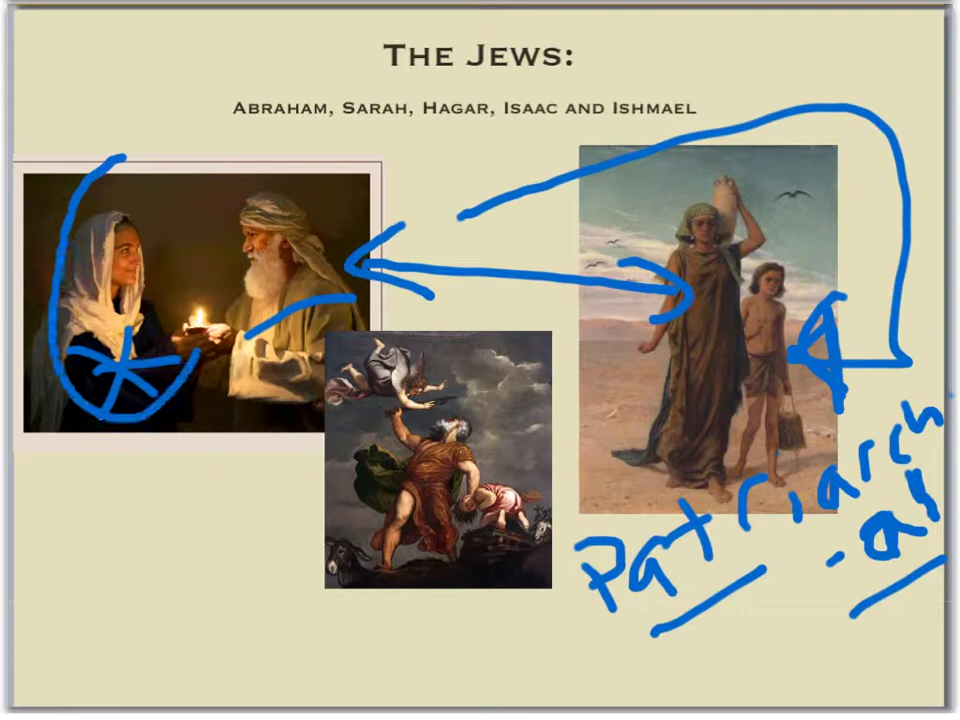 THE JEWS:
ABRAHAM, SARAH, HAGAR, ISAAC AND ISHMAEL
Patriarch
-al